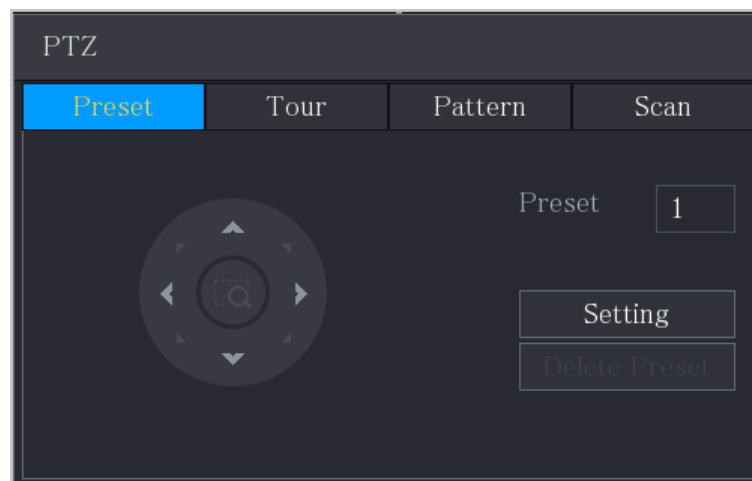 PTZ
Preset Tour Pattern Scan
Preset 1
Setting
Delete Preset